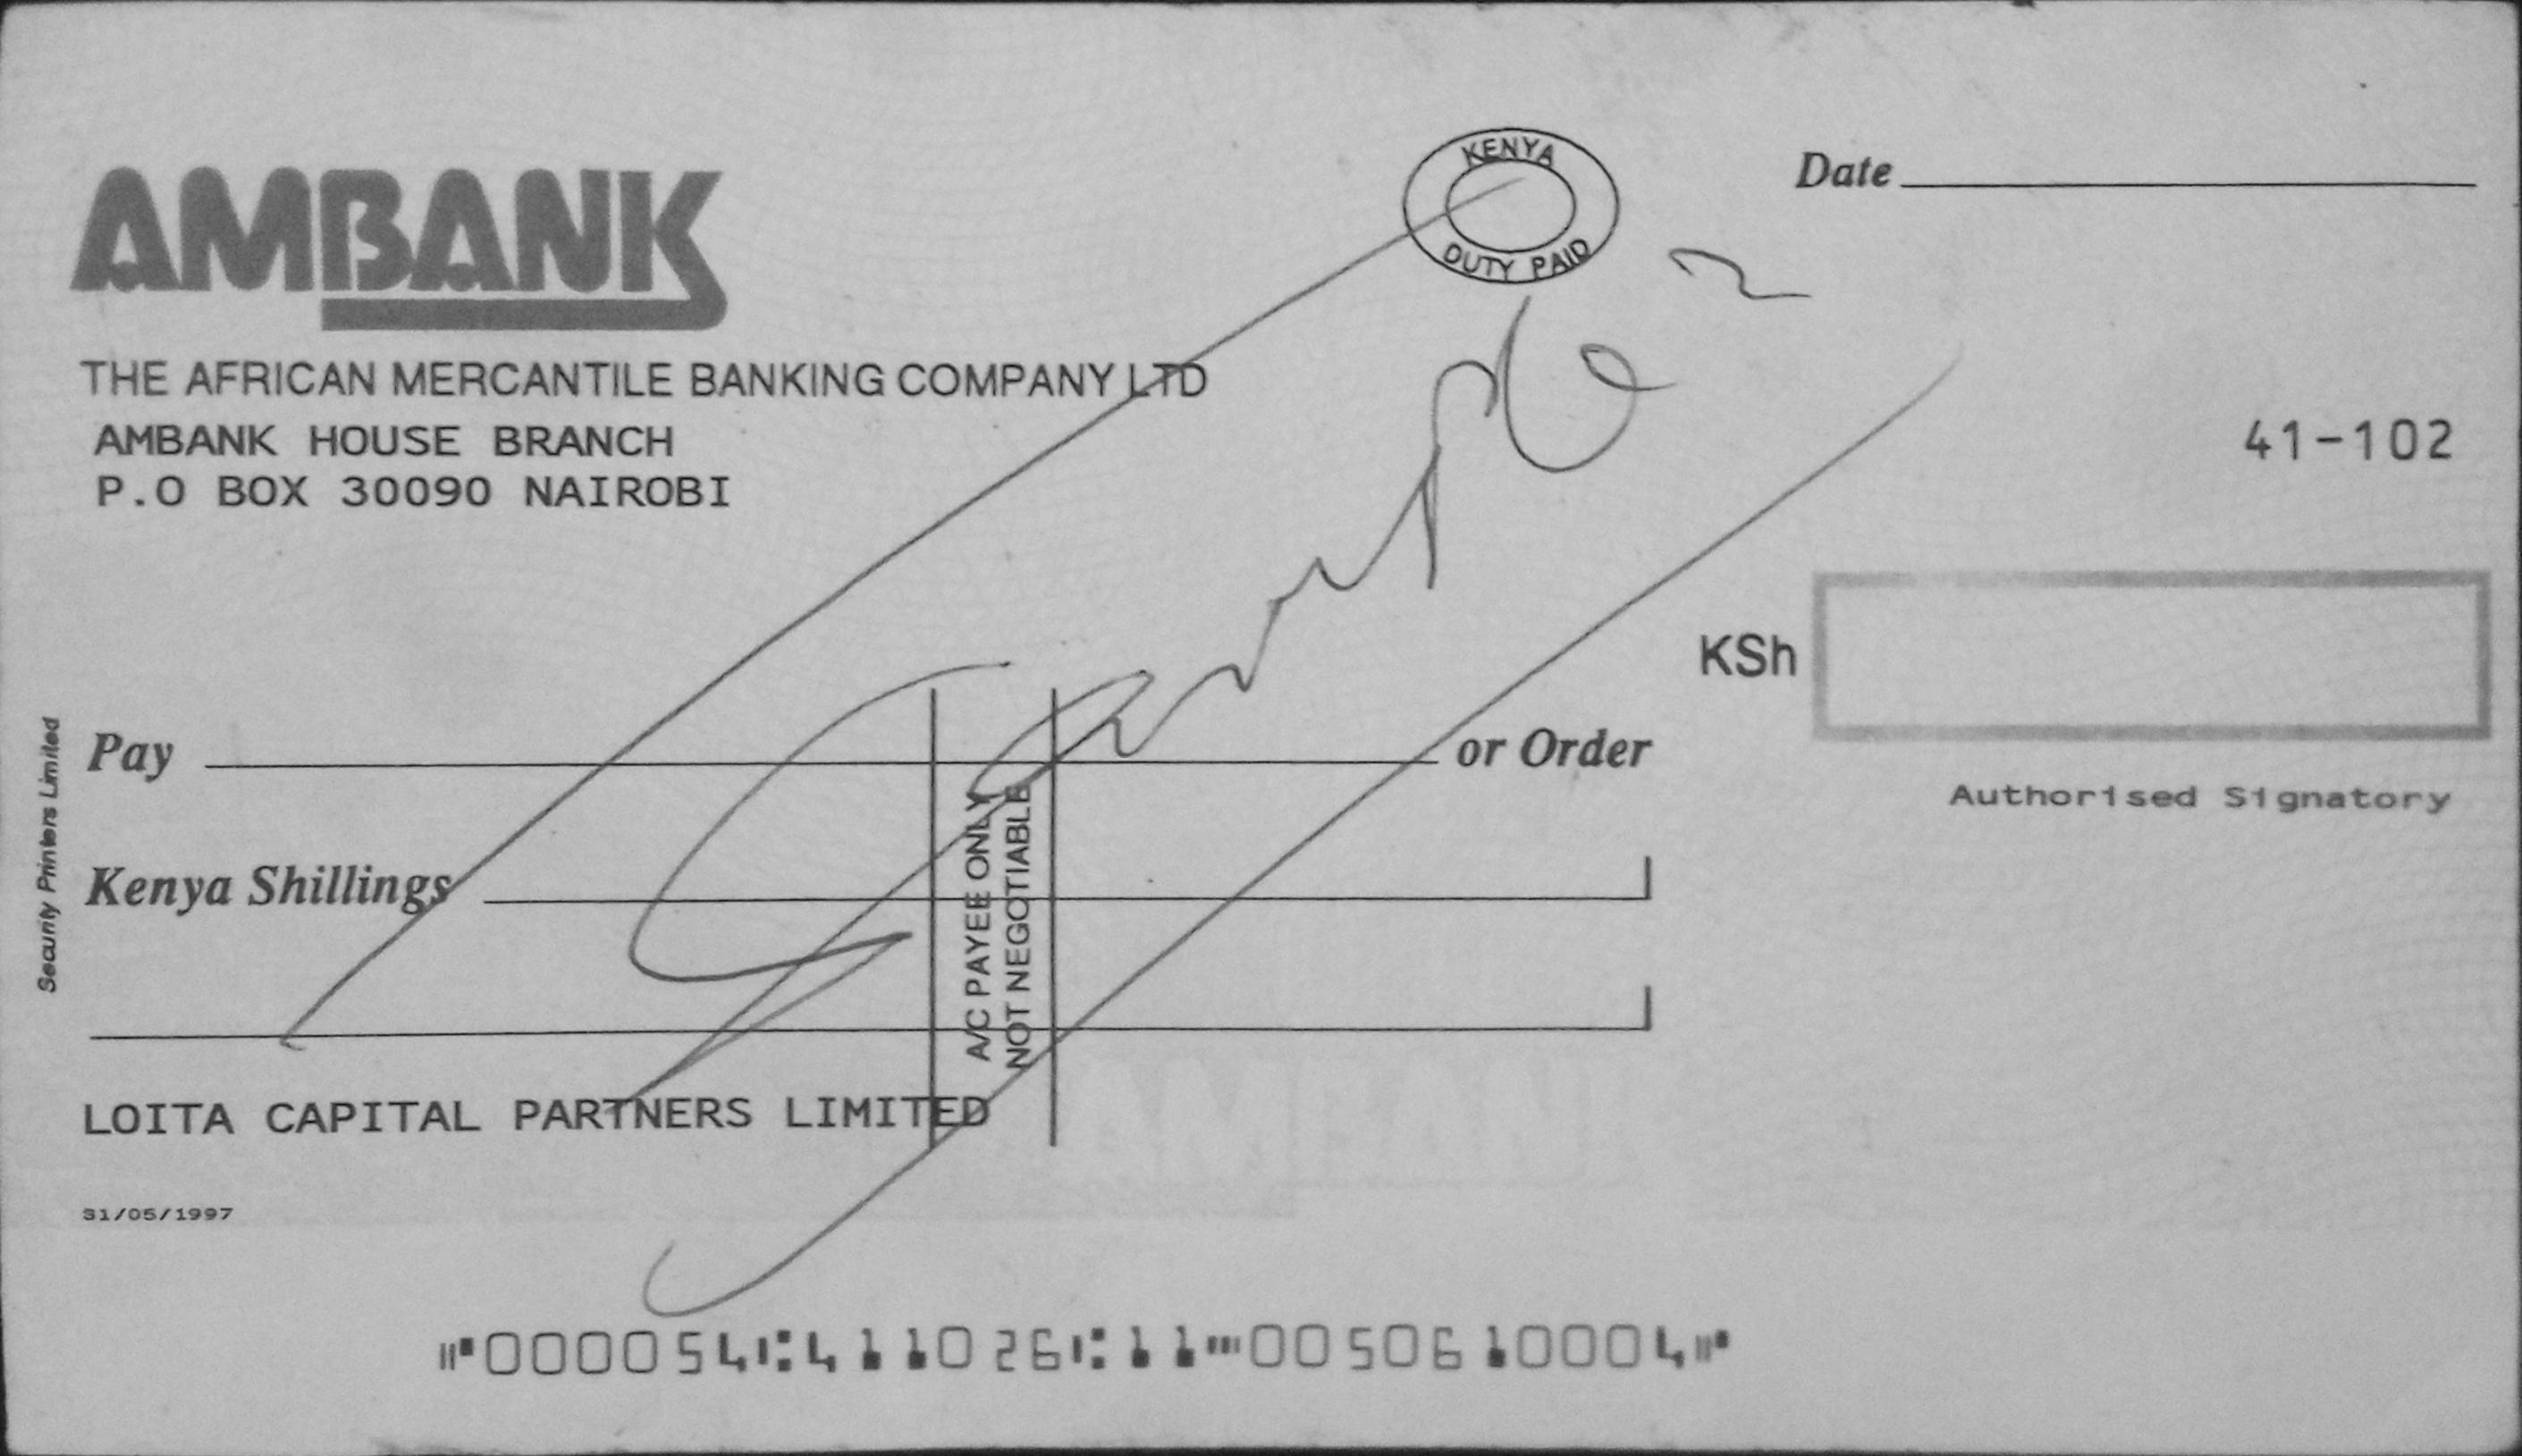 AMBANK
THE AFRICAN MERCANTILE BANKING COMPANY LTD
AMBANK HOUSE BRANCH
P.O BOX 30090 NAIROBI
KENYA
DUTY PAID
Date
41-102
KSh
Pay or Order
Authorised Signatory
Kenya Shillings
A/C PAYEE ONLY
NOT NEGOTIABLE
Security Printers Limited
LOITA CAPITAL PARTNERS LIMITED
31/05/1997
⑈000054⑆411026⑆11⑉0050610004⑈